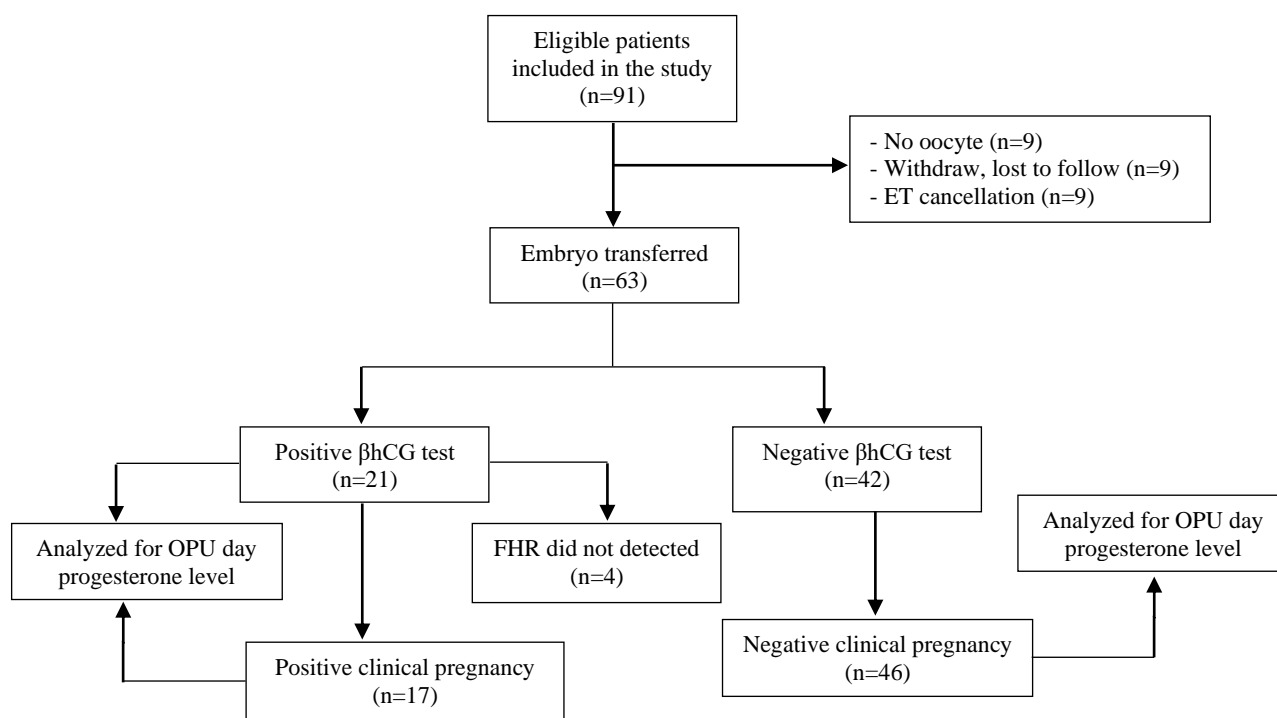 Eligible patients
included in the study
(n=91)
- No oocyte (n=9)
- Withdraw, lost to follow (n=9)
- ET cancellation (n=9)
Embryo transferred
(n=63)
Positive βhCG test
(n=21)
Negative βhCG test
(n=42)
Analyzed for OPU day
progesterone level
FHR did not detected
(n=4)
Analyzed for OPU day
progesterone level
Positive clinical pregnancy
(n=17)
Negative clinical pregnancy
(n=46)